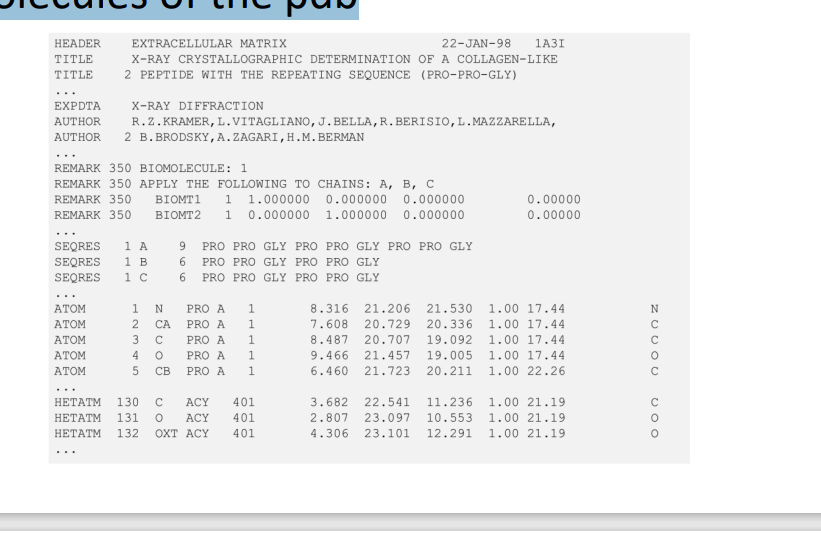 olecules of the pdb
HEADER    EXTRACELLULAR MATRIX                    22-JAN-98   1A3I
TITLE     X-RAY CRYSTALLOGRAPHIC DETERMINATION OF A COLLAGEN-LIKE
TITLE    2 PEPTIDE WITH THE REPEATING SEQUENCE (PRO-PRO-GLY)
...
EXPDTA    X-RAY DIFFRACTION
AUTHOR    R.Z.KRAMER,L.VITAGLIANO,J.BELLA,R.BERISIO,L.MAZZARELLA,
AUTHOR   2 B.BRODSKY,A.ZAGARI,H.M.BERMAN
...
REMARK 350 BIOMOLECULE: 1
REMARK 350 APPLY THE FOLLOWING TO CHAINS: A, B, C
REMARK 350   BIOMT1   1  1.000000  0.000000  0.000000        0.00000
REMARK 350   BIOMT2   1  0.000000  1.000000  0.000000        0.00000
...
SEQRES   1 A    9  PRO PRO GLY PRO PRO GLY PRO PRO GLY
SEQRES   1 B    6  PRO PRO GLY PRO PRO GLY
SEQRES   1 C    6  PRO PRO GLY PRO PRO GLY
...
ATOM      1  N   PRO A   1       8.316  21.206  21.530  1.00 17.44           N
ATOM      2  CA  PRO A   1       7.608  20.729  20.336  1.00 17.44           C
ATOM      3  C   PRO A   1       8.487  20.707  19.092  1.00 17.44           C
ATOM      4  O   PRO A   1       9.466  21.457  19.005  1.00 17.44           O
ATOM      5  CB  PRO A   1       6.460  21.723  20.211  1.00 22.26           C
...
HETATM  130  C   ACY   401       3.682  22.541  11.236  1.00 21.19           C
HETATM  131  O   ACY   401       2.807  23.097  10.553  1.00 21.19           O
HETATM  132  OXT ACY   401       4.306  23.101  12.291  1.00 21.19           O
...